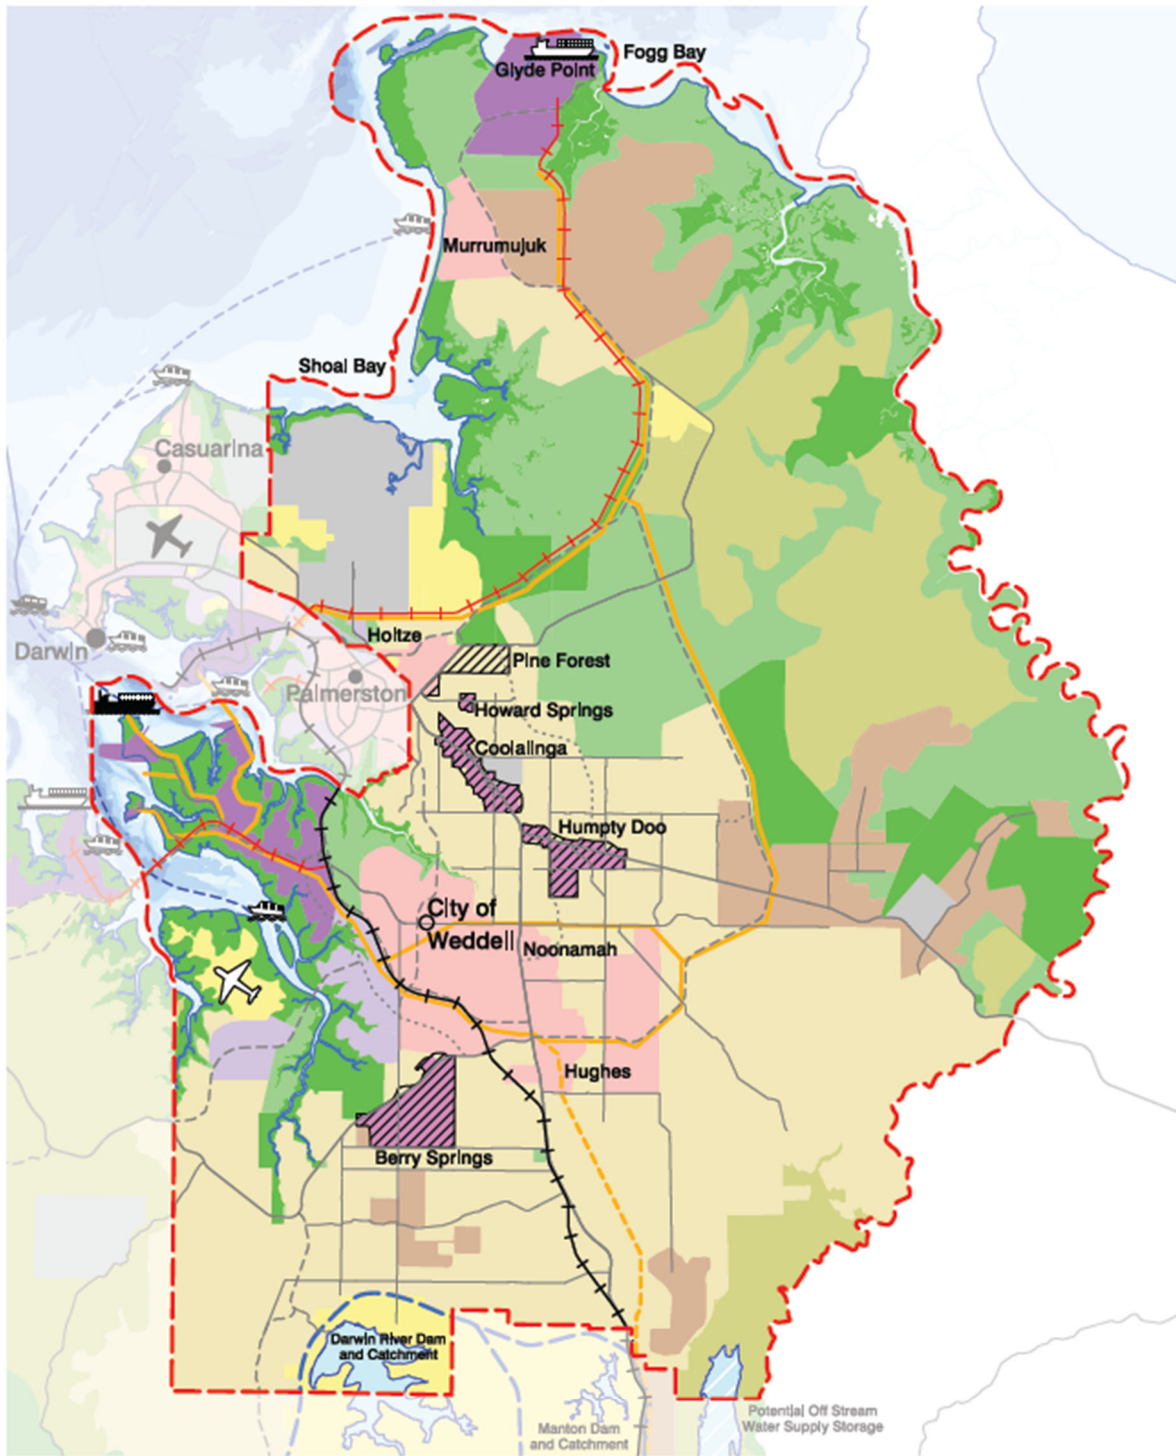 Fogg Bay
Glyde Point
Murrumujuk
Shoal Bay
Casuarina
Holtze
Darwin
Pine Forest
Palmerston
Howard Springs
Coolalinga
Humpty Doo
City of
Weddell
Noonamah
Hughes
Berry Springs
Darwin River Dam
and Catchment
Potential Off Stream
Water Supply Storage
Manton Dam
and Catchment